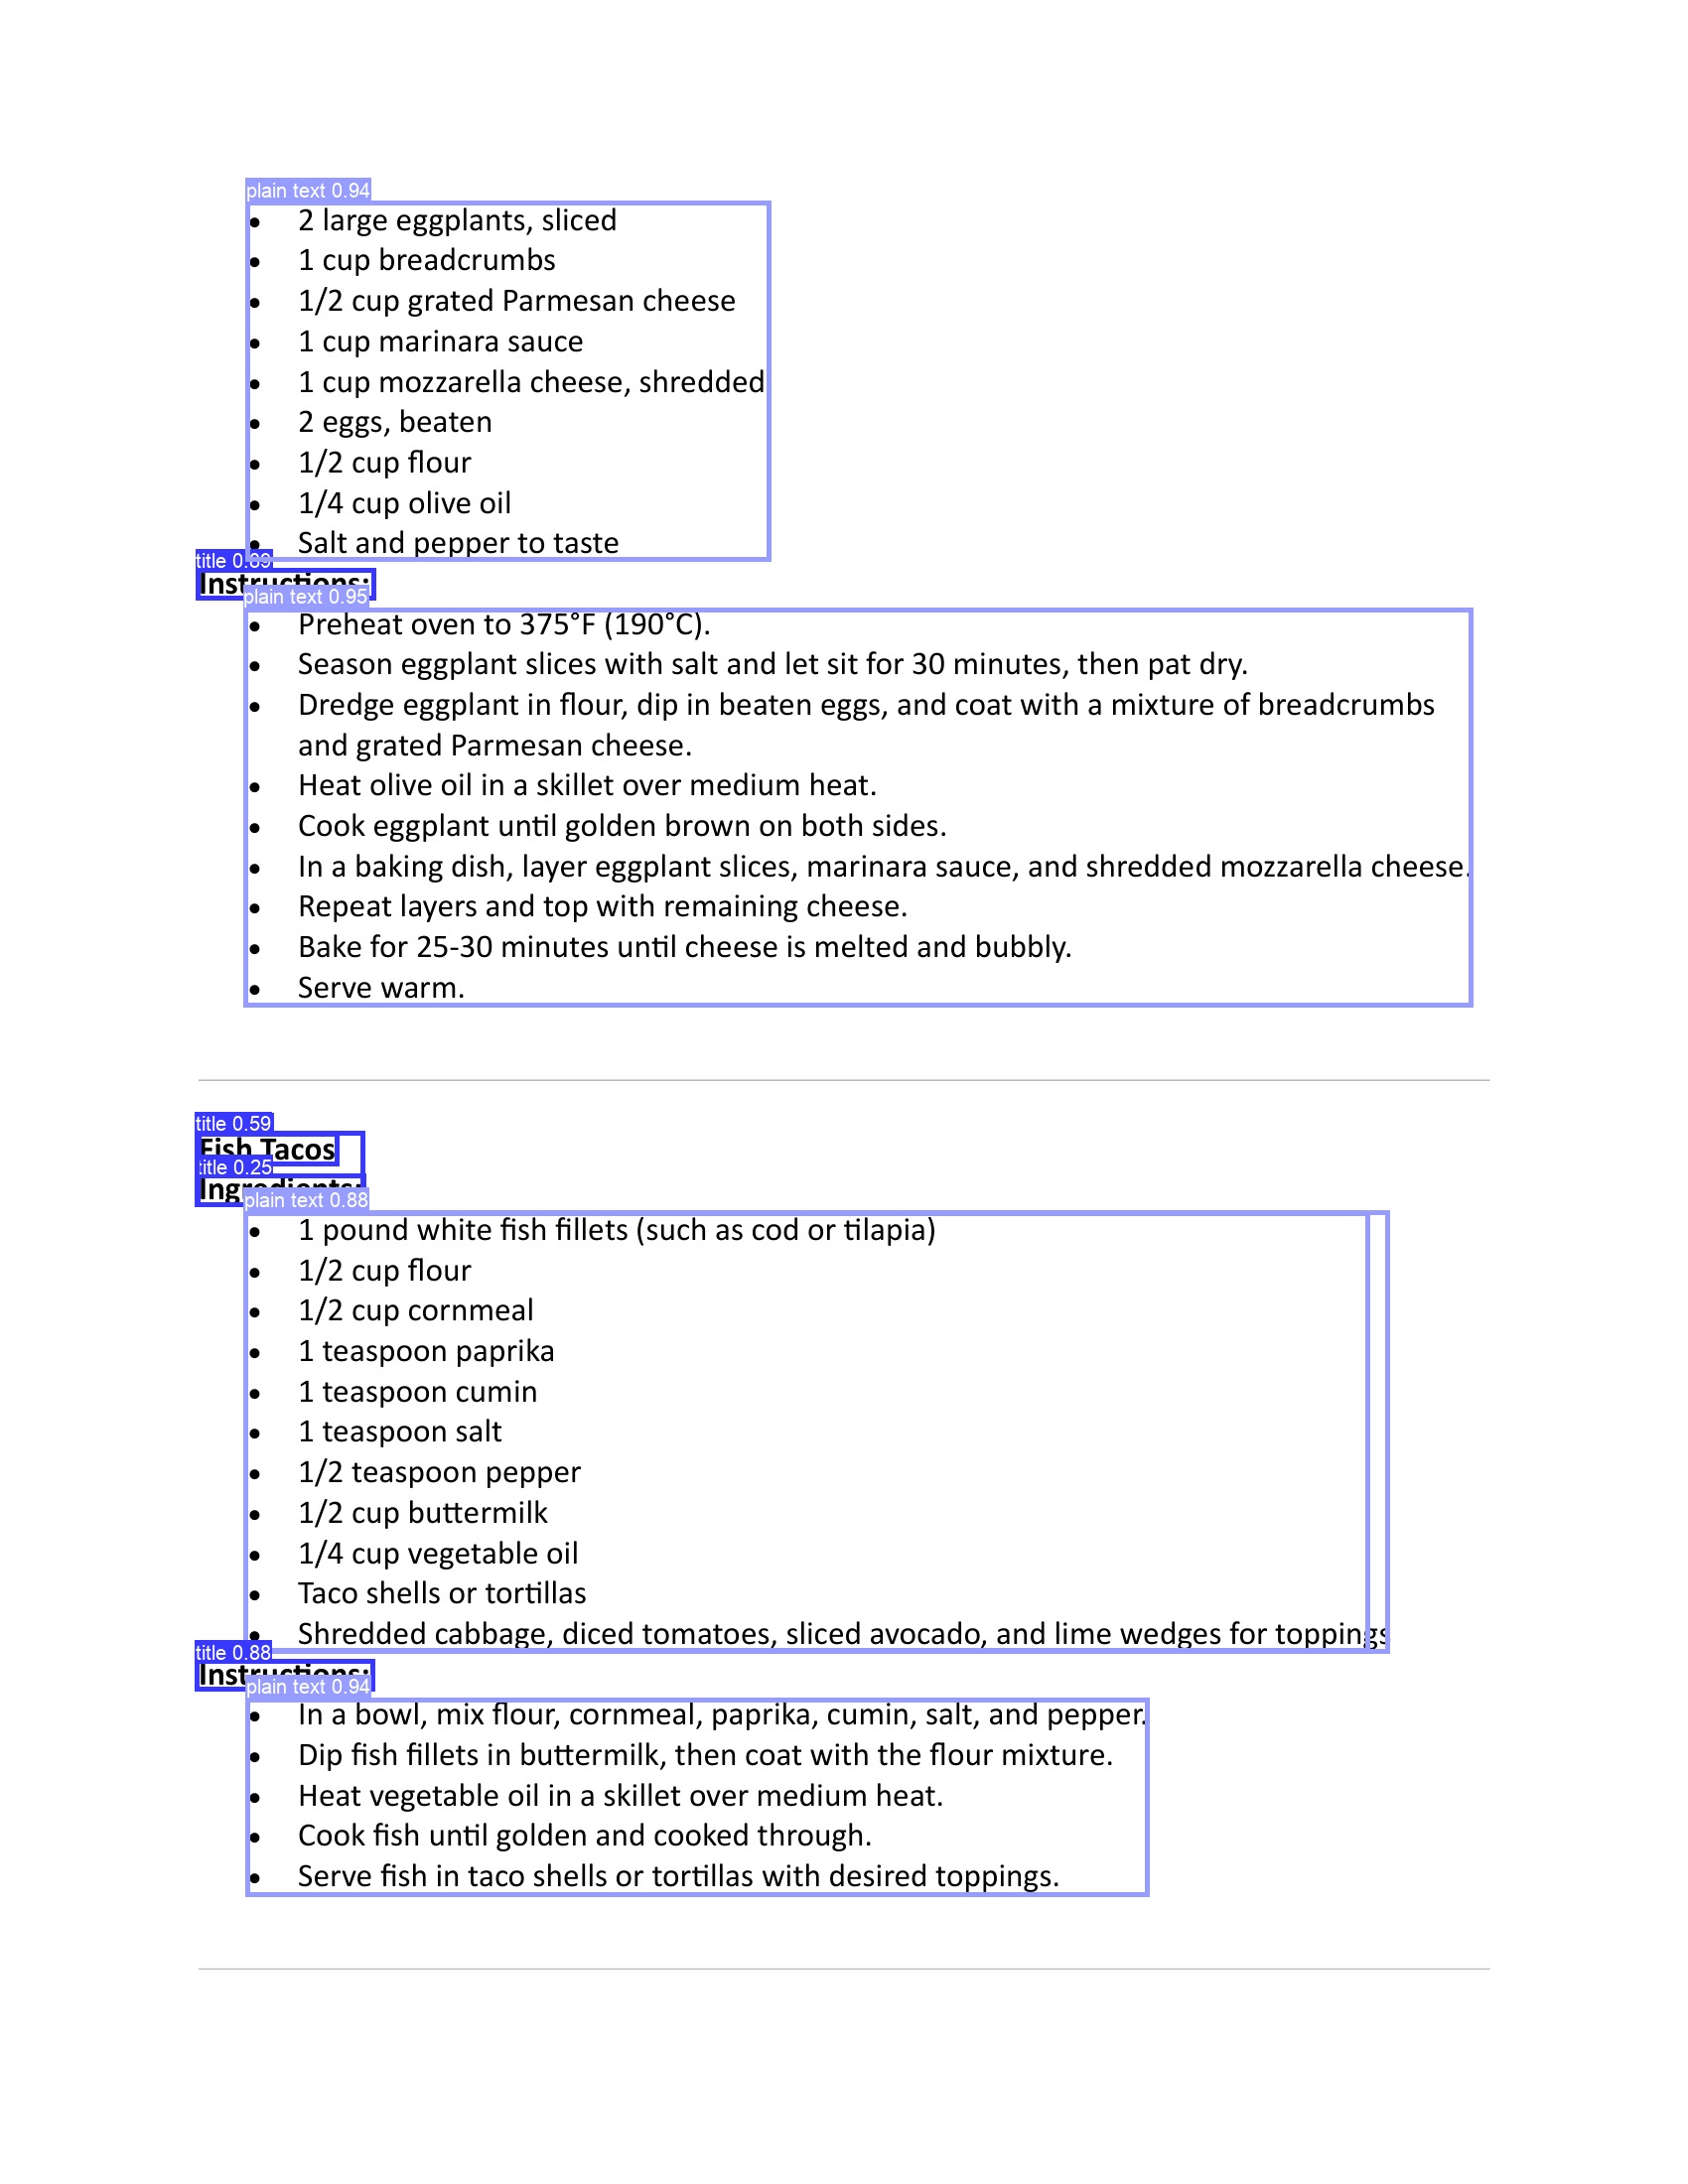 plain text 0.94
• 2 large eggplants, sliced
• 1 cup breadcrumbs
• 1/2 cup grated Parmesan cheese
• 1 cup marinara sauce
• 1 cup mozzarella cheese, shredded
• 2 eggs, beaten
• 1/2 cup flour
• 1/4 cup olive oil
• Salt and pepper to taste
title 0.89
Instructions:
plain text 0.95
• Preheat oven to 375°F (190°C).
• Season eggplant slices with salt and let sit for 30 minutes, then pat dry.
• Dredge eggplant in flour, dip in beaten eggs, and coat with a mixture of breadcrumbs
and grated Parmesan cheese.
• Heat olive oil in a skillet over medium heat.
• Cook eggplant until golden brown on both sides.
• In a baking dish, layer eggplant slices, marinara sauce, and shredded mozzarella cheese.
• Repeat layers and top with remaining cheese.
• Bake for 25-30 minutes until cheese is melted and bubbly.
• Serve warm.
title 0.59
Fish Tacos
title 0.25
Ingredients:
plain text 0.88
• 1 pound white fish fillets (such as cod or tilapia)
• 1/2 cup flour
• 1/2 cup cornmeal
• 1 teaspoon paprika
• 1 teaspoon cumin
• 1 teaspoon salt
• 1/2 teaspoon pepper
• 1/2 cup buttermilk
• 1/4 cup vegetable oil
• Taco shells or tortillas
• Shredded cabbage, diced tomatoes, sliced avocado, and lime wedges for toppings
title 0.88
Instructions:
plain text 0.94
• In a bowl, mix flour, cornmeal, paprika, cumin, salt, and pepper.
• Dip fish fillets in buttermilk, then coat with the flour mixture.
• Heat vegetable oil in a skillet over medium heat.
• Cook fish until golden and cooked through.
• Serve fish in taco shells or tortillas with desired toppings.